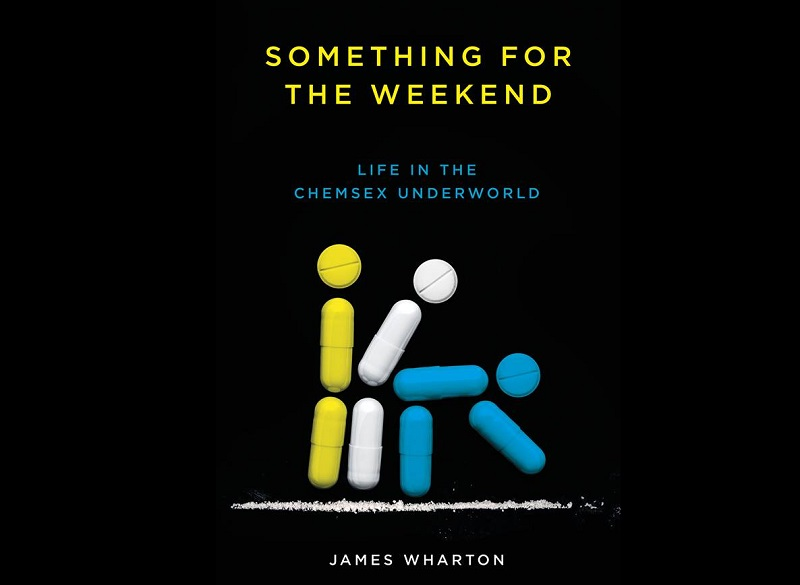 SOMETHING FOR
THE WEEKEND
LIFE IN THE
CHEMSEX UNDERWORLD
JAMES WHARTON